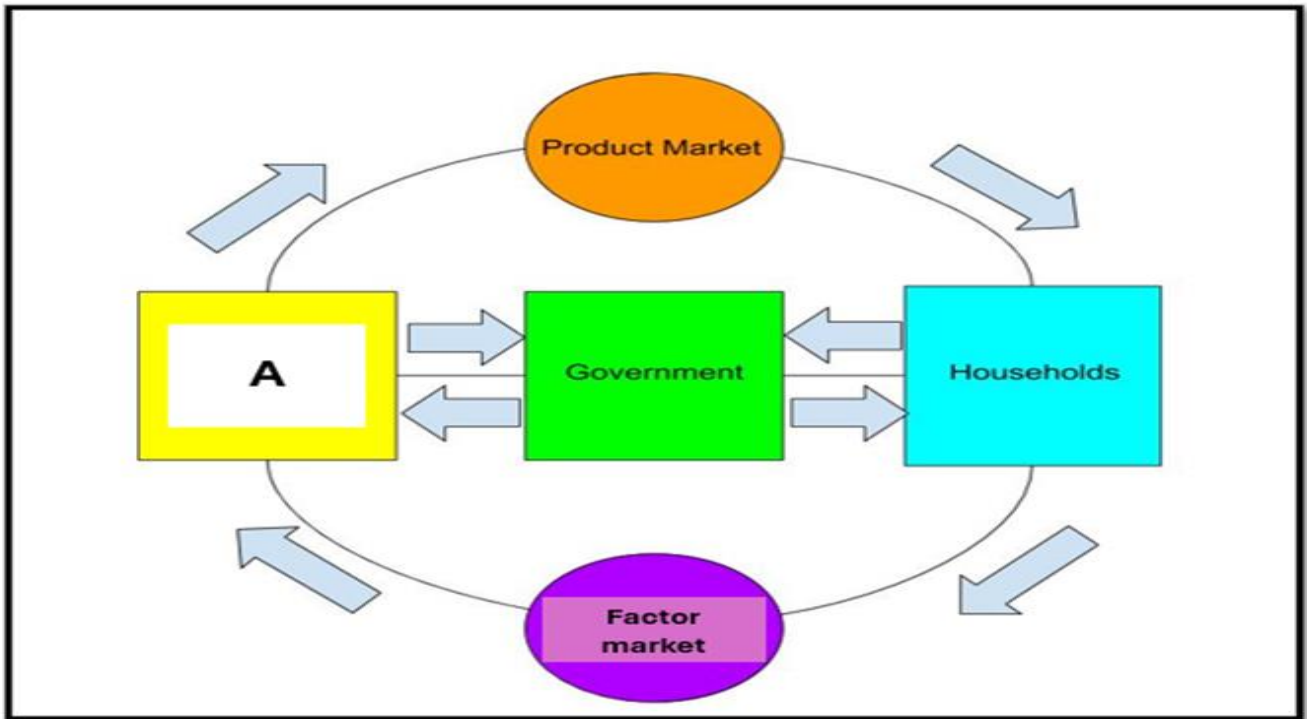 Product Market
A
Government
Households
Factor
market